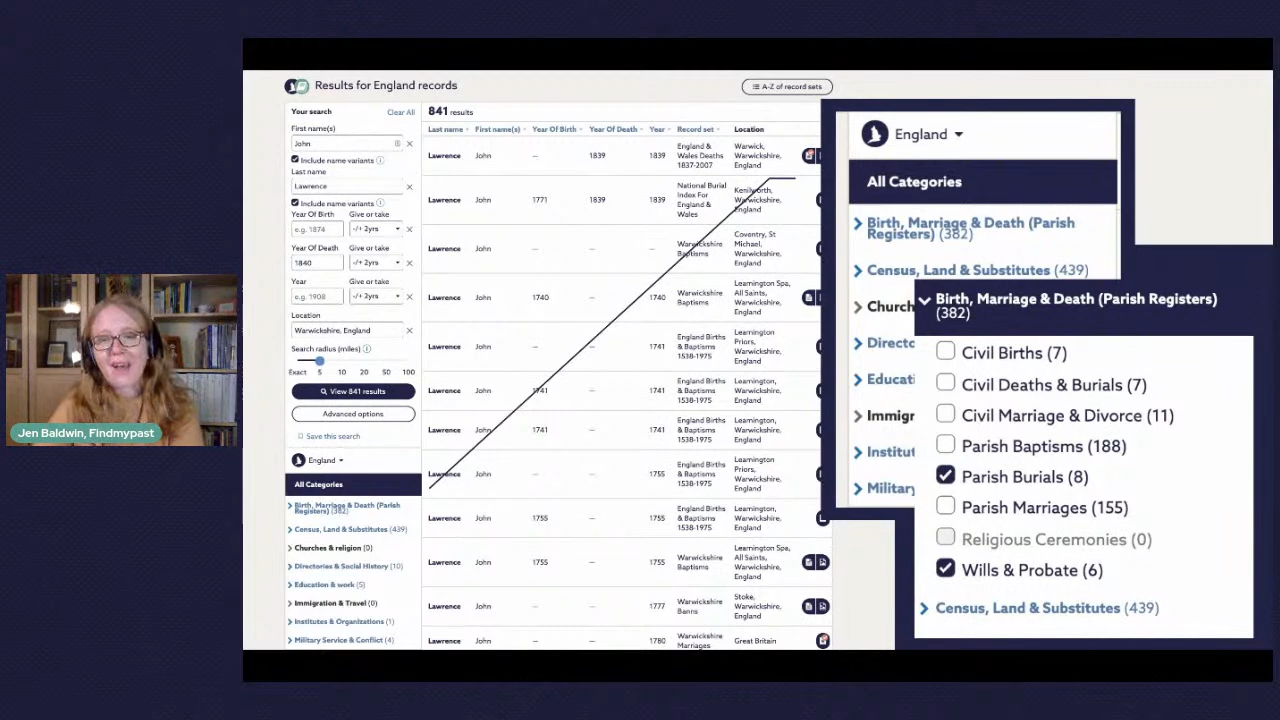 Results for England records
A-Z of record sets
Your search
Clear All
First name(s)
John
Include name variants
Last name
Lawrence
Include name variants
Year Of Birth Give or take
e.g. 1874 -/+ 2yrs
Year Of Death Give or take
1840 -/+ 2yrs
Year Give or take
e.g. 1908 -/+ 2yrs
Location
Warwickshire, England
Search radius (miles)
Exact 5 10 20 50 100
View 841 results
Advanced options
Save this search
England
All Categories
Birth, Marriage & Death (Parish
Registers) (382)
Census, Land & Substitutes (439)
Churches & religion (0)
Directories & Social History (10)
Education & work (5)
Immigration & Travel (0)
Institutes & Organizations (1)
Military Service & Conflict (4)
841 results
Last name First name(s) Year Of Birth Year Of Death Year Record set Location
Lawrence John — 1839 1839 England &
Wales Deaths
1837-2007 Warwick,
Warwickshire,
England
Lawrence John 1771 1839 1839 National Burial
Index For
England &
Wales Kenilworth,
Warwickshire,
England
Lawrence John — — — Warwickshire
Baptisms Coventry, St
Michael,
Warwickshire,
England
Lawrence John 1740 — 1740 Warwickshire
Baptisms Leamington Spa,
All Saints,
Warwickshire,
England
Lawrence John — — 1741 England Births
& Baptisms
1538-1975 Leamington
Priors,
Warwickshire,
England
Lawrence John 1741 — 1741 England Births
& Baptisms
1538-1975 Leamington,
Warwickshire,
England
Lawrence John 1741 — 1741 England Births
& Baptisms
1538-1975 Leamington,
Warwickshire,
England
Lawrence John — — 1755 England Births
& Baptisms
1538-1975 Leamington
Priors,
Warwickshire,
England
Lawrence John 1755 — 1755 England Births
& Baptisms
1538-1975 Leamington,
Warwickshire,
England
Lawrence John 1755 — 1755 Warwickshire
Baptisms Leamington Spa,
All Saints,
Warwickshire,
England
Lawrence John — — 1777 Warwickshire
Banns Stoke,
Warwickshire,
England
Lawrence John — — 1780 Warwickshire
Marriages Great Britain
England
All Categories
Birth, Marriage & Death (Parish
Registers) (382)
Census, Land & Substitutes (439)
Church
Directo
Educati
Immigr
Institut
Military
Birth, Marriage & Death (Parish Registers)
(382)
Civil Births (7)
Civil Deaths & Burials (7)
Civil Marriage & Divorce (11)
Parish Baptisms (188)
Parish Burials (8)
Parish Marriages (155)
Religious Ceremonies (0)
Wills & Probate (6)
Census, Land & Substitutes (439)
Jen Baldwin, Findmypast